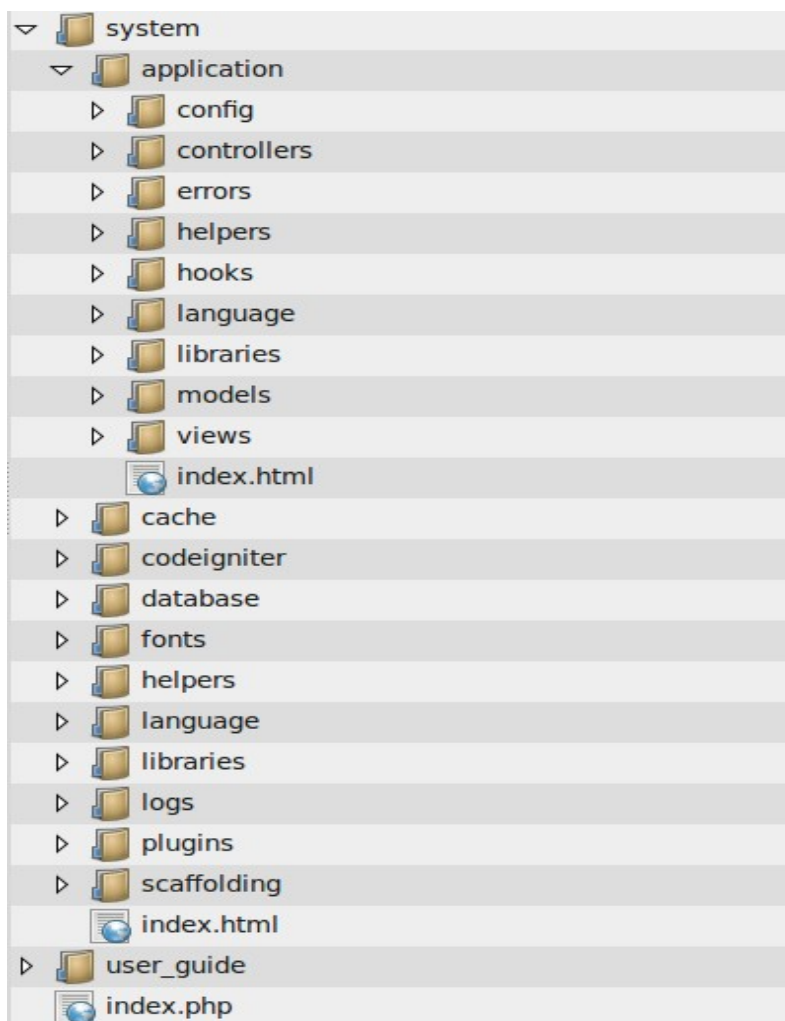 system
application
config
controllers
errors
helpers
hooks
language
libraries
models
views
index.html
cache
codeigniter
database
fonts
helpers
language
libraries
logs
plugins
scaffolding
index.html
user_guide
index.php